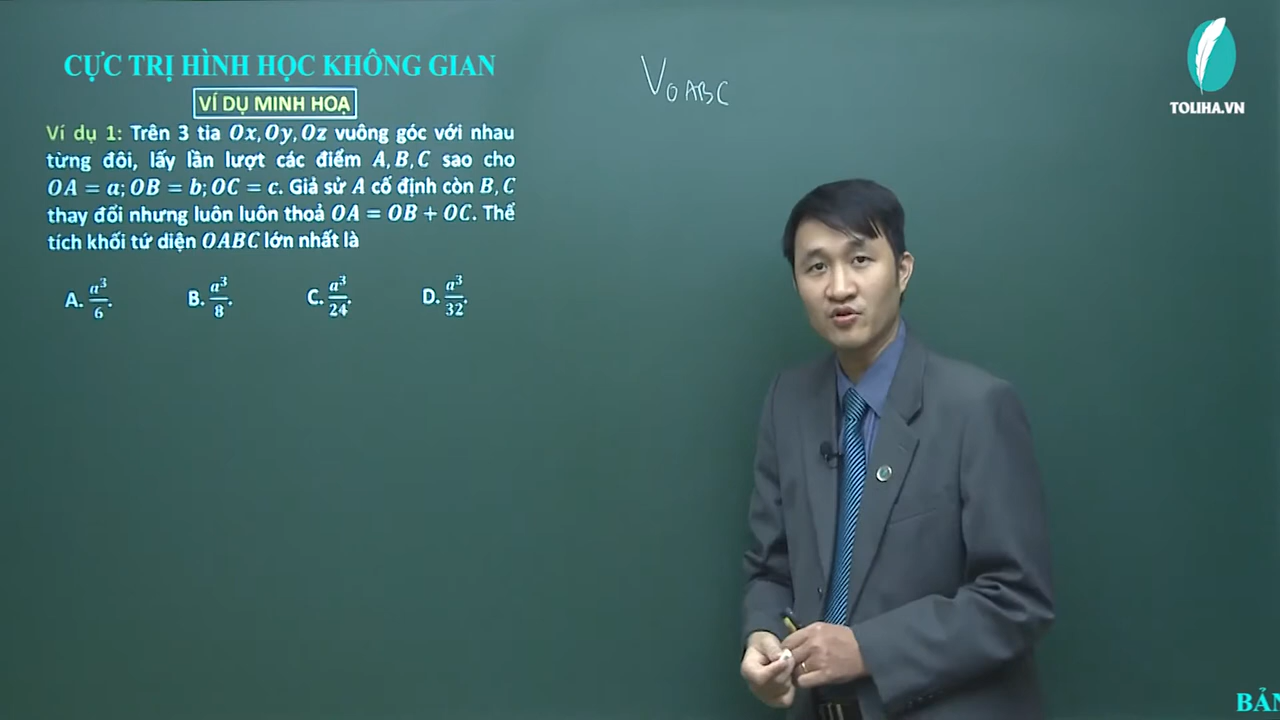 CỰC TRỊ HÌNH HỌC KHÔNG GIAN
VÍ DỤ MINH HOẠ
Ví dụ 1: Trên 3 tia Ox, Oy, Oz vuông góc với nhau
từng đôi, lấy lần lượt các điểm A, B, C sao cho
OA = a; OB = b; OC = c. Giả sử A cố định còn B, C
thay đổi nhưng luôn luôn thoả OA = OB + OC. Thể
tích khối tứ diện OABC lớn nhất là
A. a³/6. B. a³/8. C. a³/24. D. a³/32.
V_OABC
TOLIHA.VN
BẢN